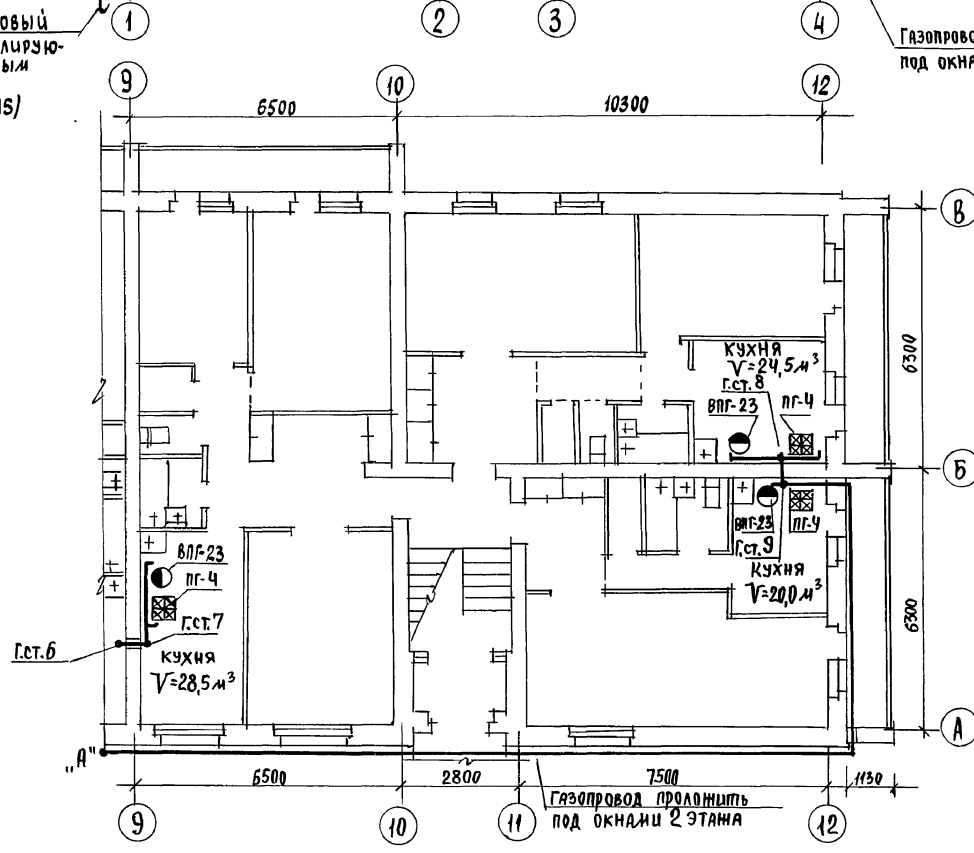 1
2
3
4
овый
лирую-
ым
Газопрово
под окна
9
10
12
6500
10300
В
6300
Кухня
V=24,5м³
Г.ст.8
ВПГ-23
ПГ-4
Б
ВПГ-23
ПГ-4
Г.ст.9
Кухня
V=20,0м³
6300
ВПГ-23
ПГ-4
Г.ст.7
Г.ст.6
Кухня
V=28,5м³
А
„А"
6500
2800
7500
1130
Газопровод проложить
под окнами 2 этажа
9
10
11
12